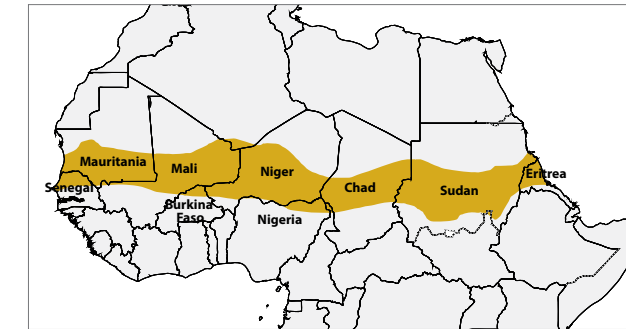 Mauritania
Mali
Niger
Chad
Sudan
Eritrea
Senegal
Burkina
Faso
Nigeria